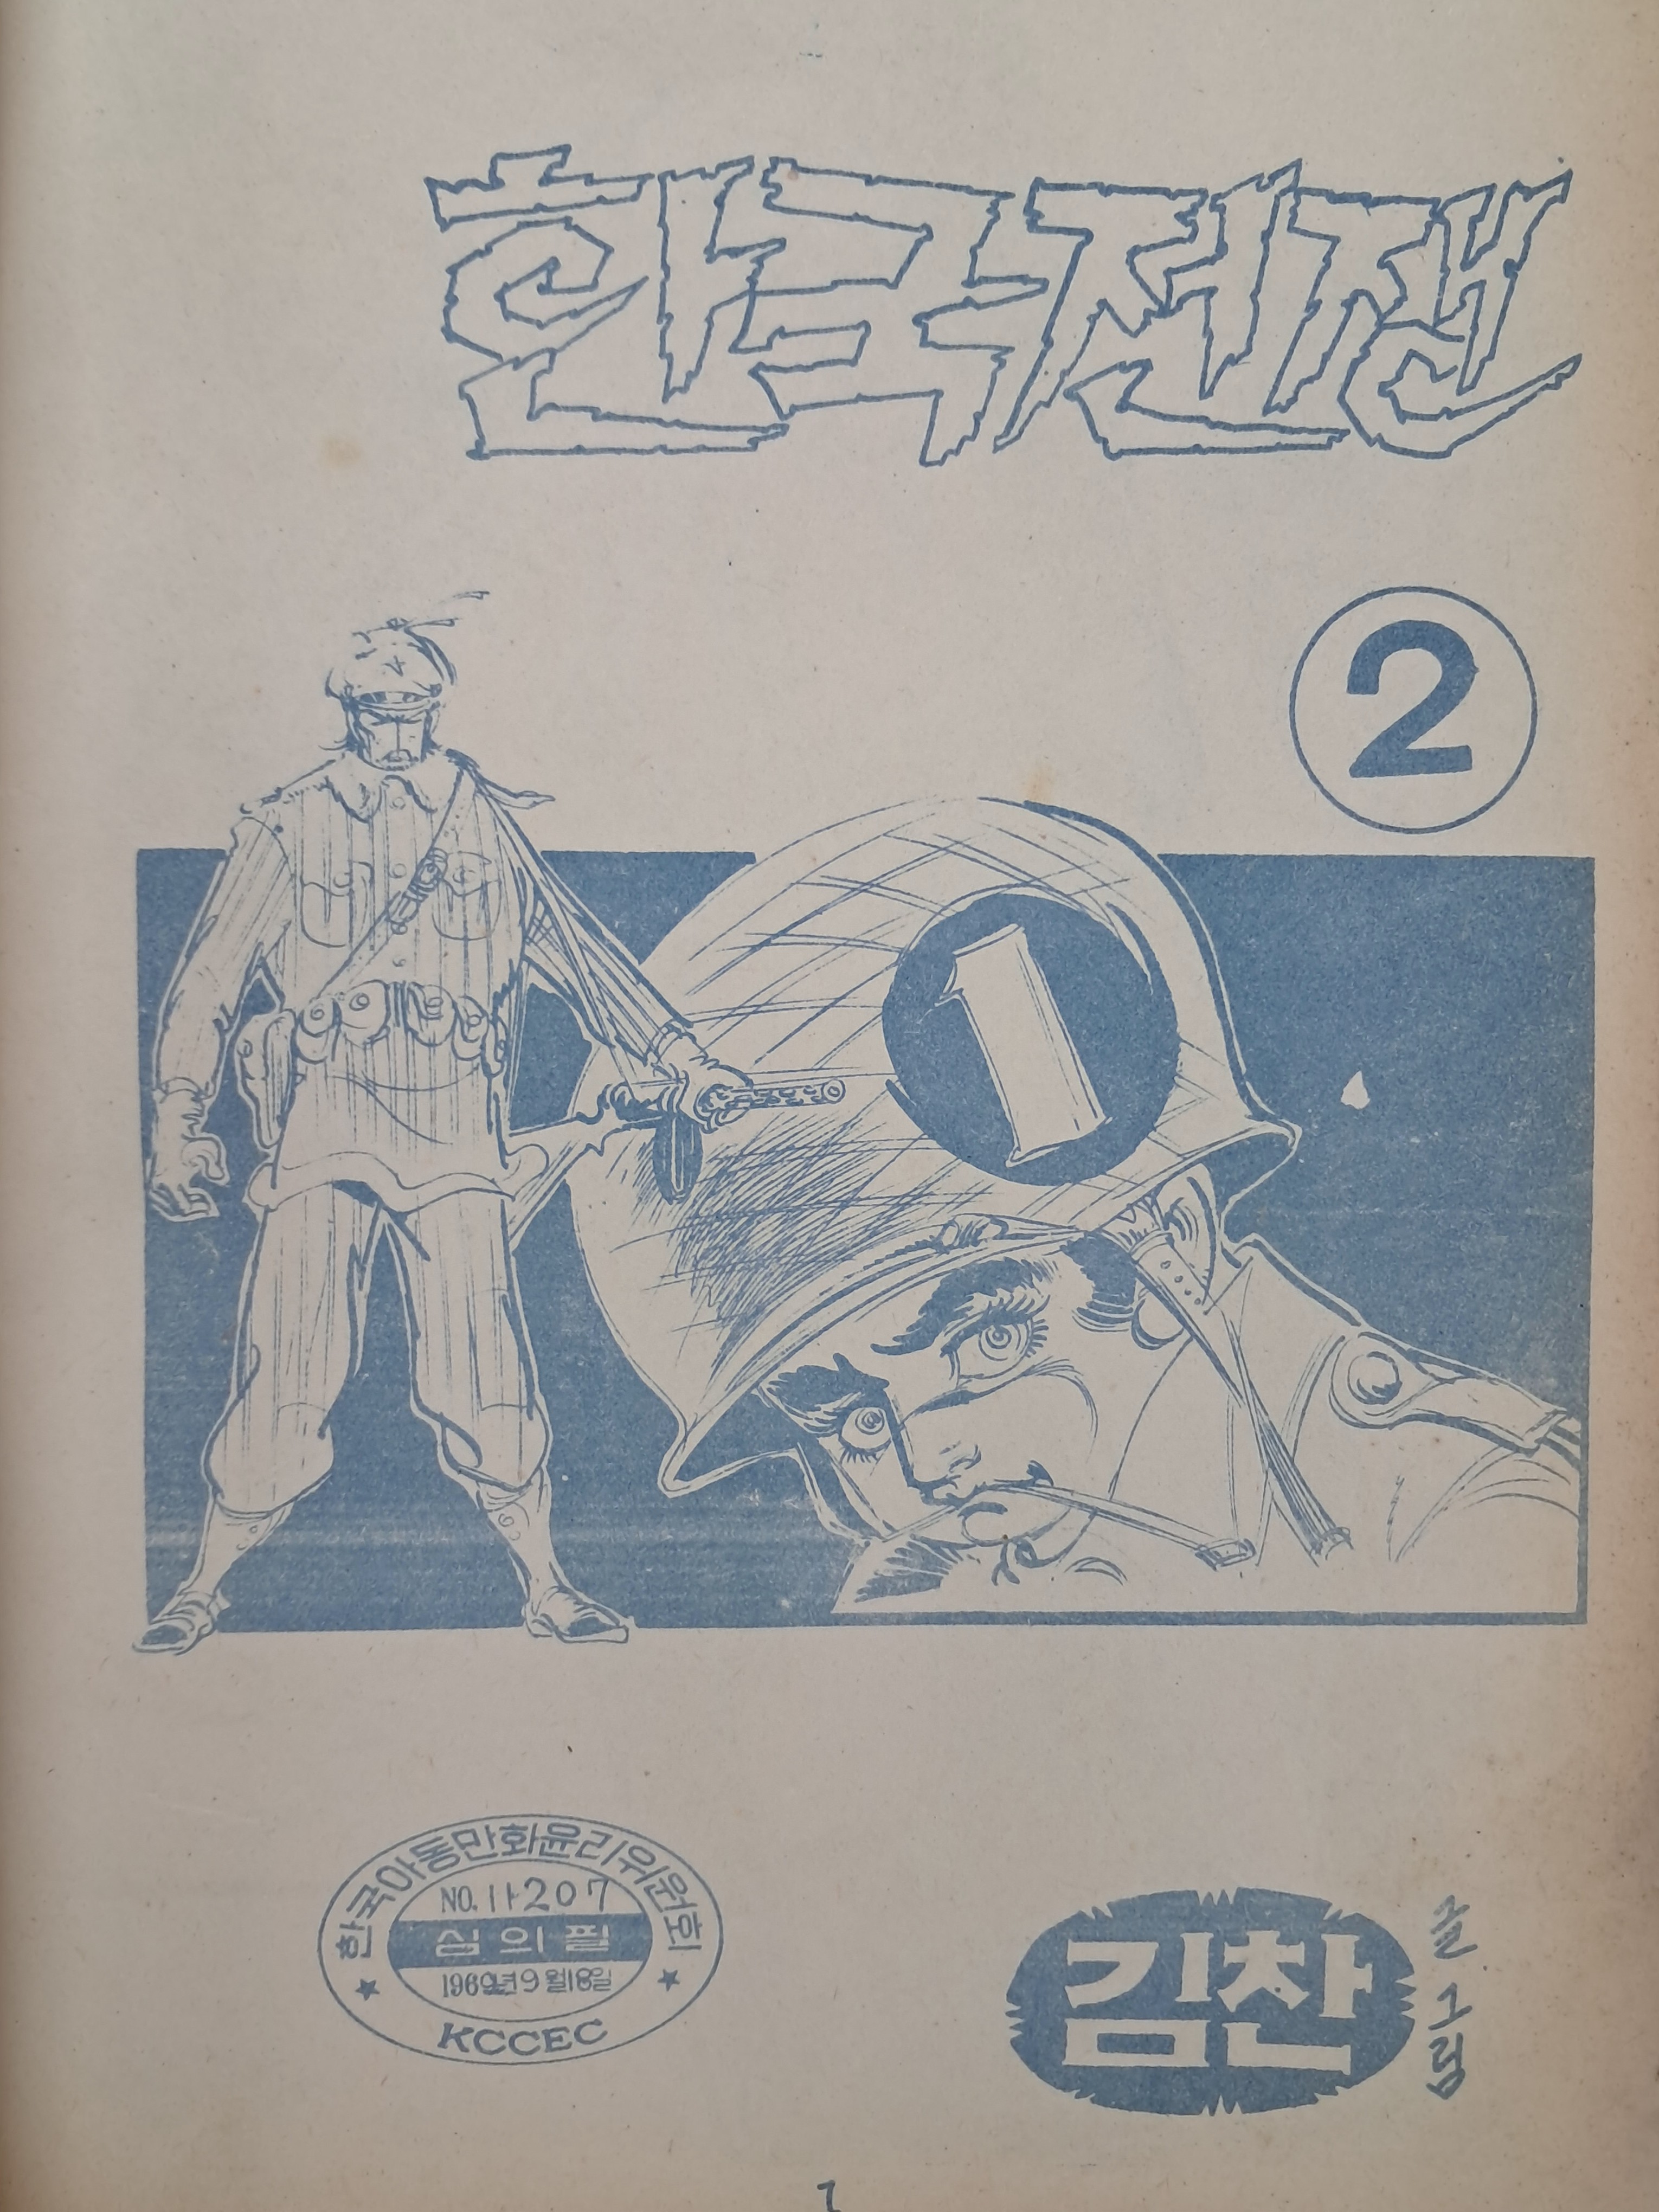 한국전쟁
2
1
한국아동만화윤리위원회
NO. 11207
심의필
1969년9월18일
KCCEC
김찬
글 그림